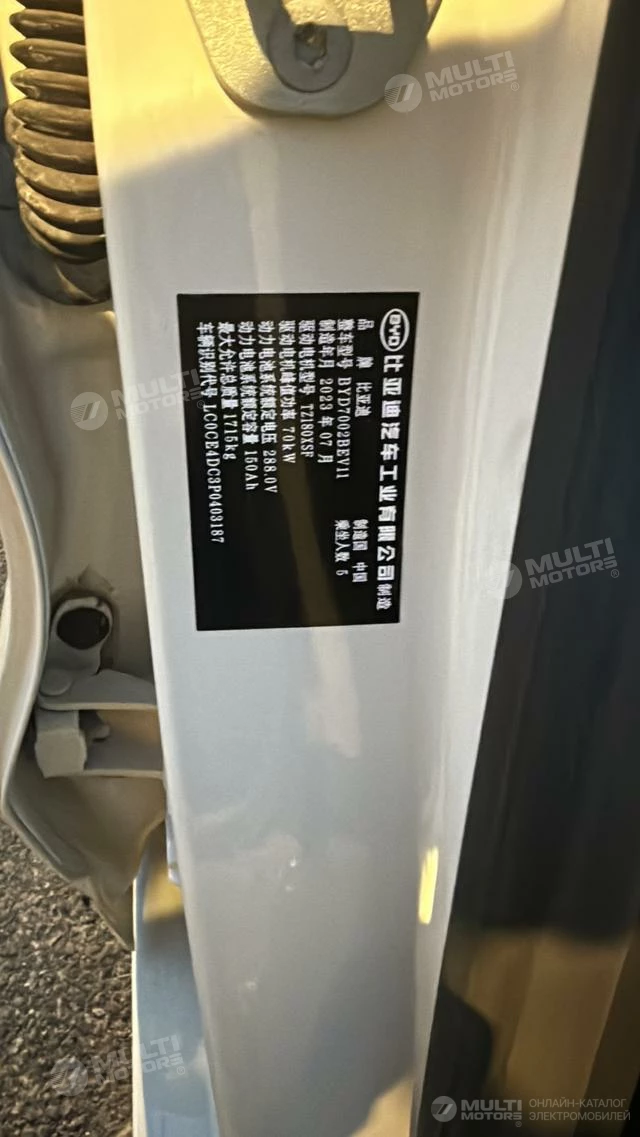 BYD 比亚迪汽车工业有限公司 制造
品 牌 比亚迪 制造国 中国
整车型号 BYD7002BEV11 乘坐人数 5
制造年月 2023 年 07 月
驱动电机型号 TZ180XSF
驱动电机峰值功率 70kW
动力电池系统额定电压 288.0V
动力电池系统额定容量 150Ah
最大允许总质量 1715kg
车辆识别代号 LC0CE4DC3P0403187
MULTI
MOTORS®
MULTI
MOTORS®
MULTI
MOTORS®
MULTI
MOTORS®
MULTI
MOTORS®
ОНЛАЙН-КАТАЛОГ
ЭЛЕКТРОМОБИЛЕЙ